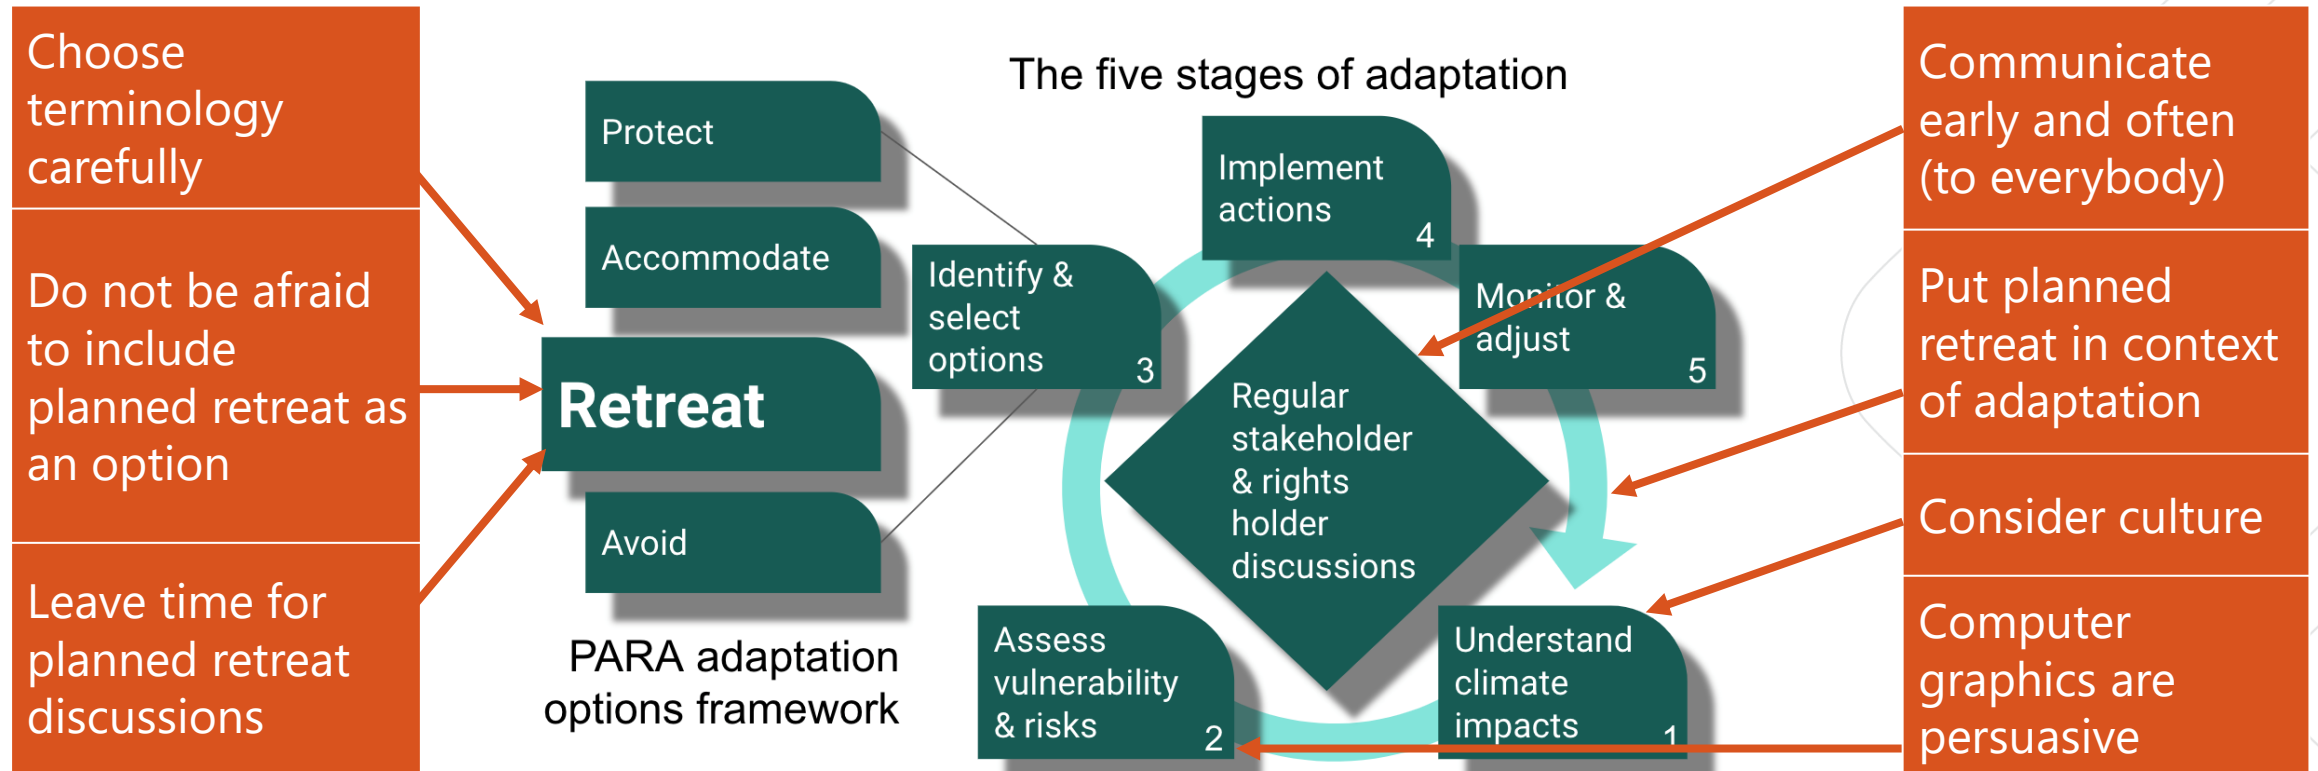 Choose
terminology
carefully
Do not be afraid
to include
planned retreat as
an option
Leave time for
planned retreat
discussions
Protect
Accommodate
Retreat
Avoid
PARA adaptation
options framework
The five stages of adaptation
Implement
actions
4
Identify &
select
options
3
Monitor &
adjust
5
Regular
stakeholder
& rights
holder
discussions
Assess
vulnerability
& risks
2
Understand
climate
impacts
1
Communicate
early and often
(to everybody)
Put planned
retreat in context
of adaptation
Consider culture
Computer
graphics are
persuasive